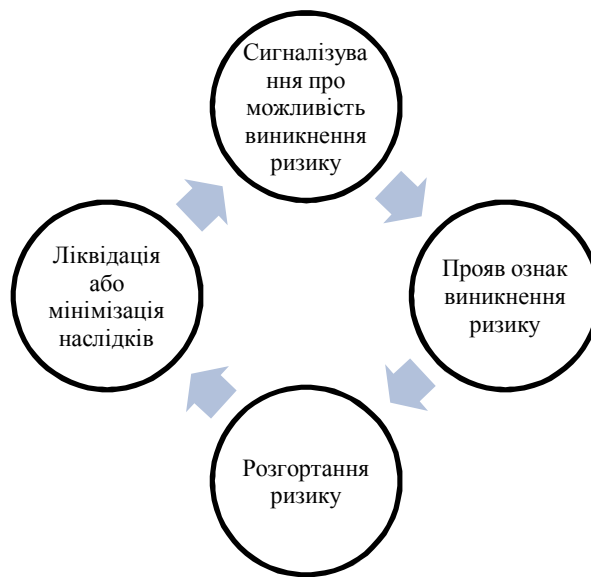 Сигналізува
ння про
можливість
виникнення
ризику
Прояв ознак
виникнення
ризику
Розгортання
ризику
Ліквідація
або
мінімізація
наслідків